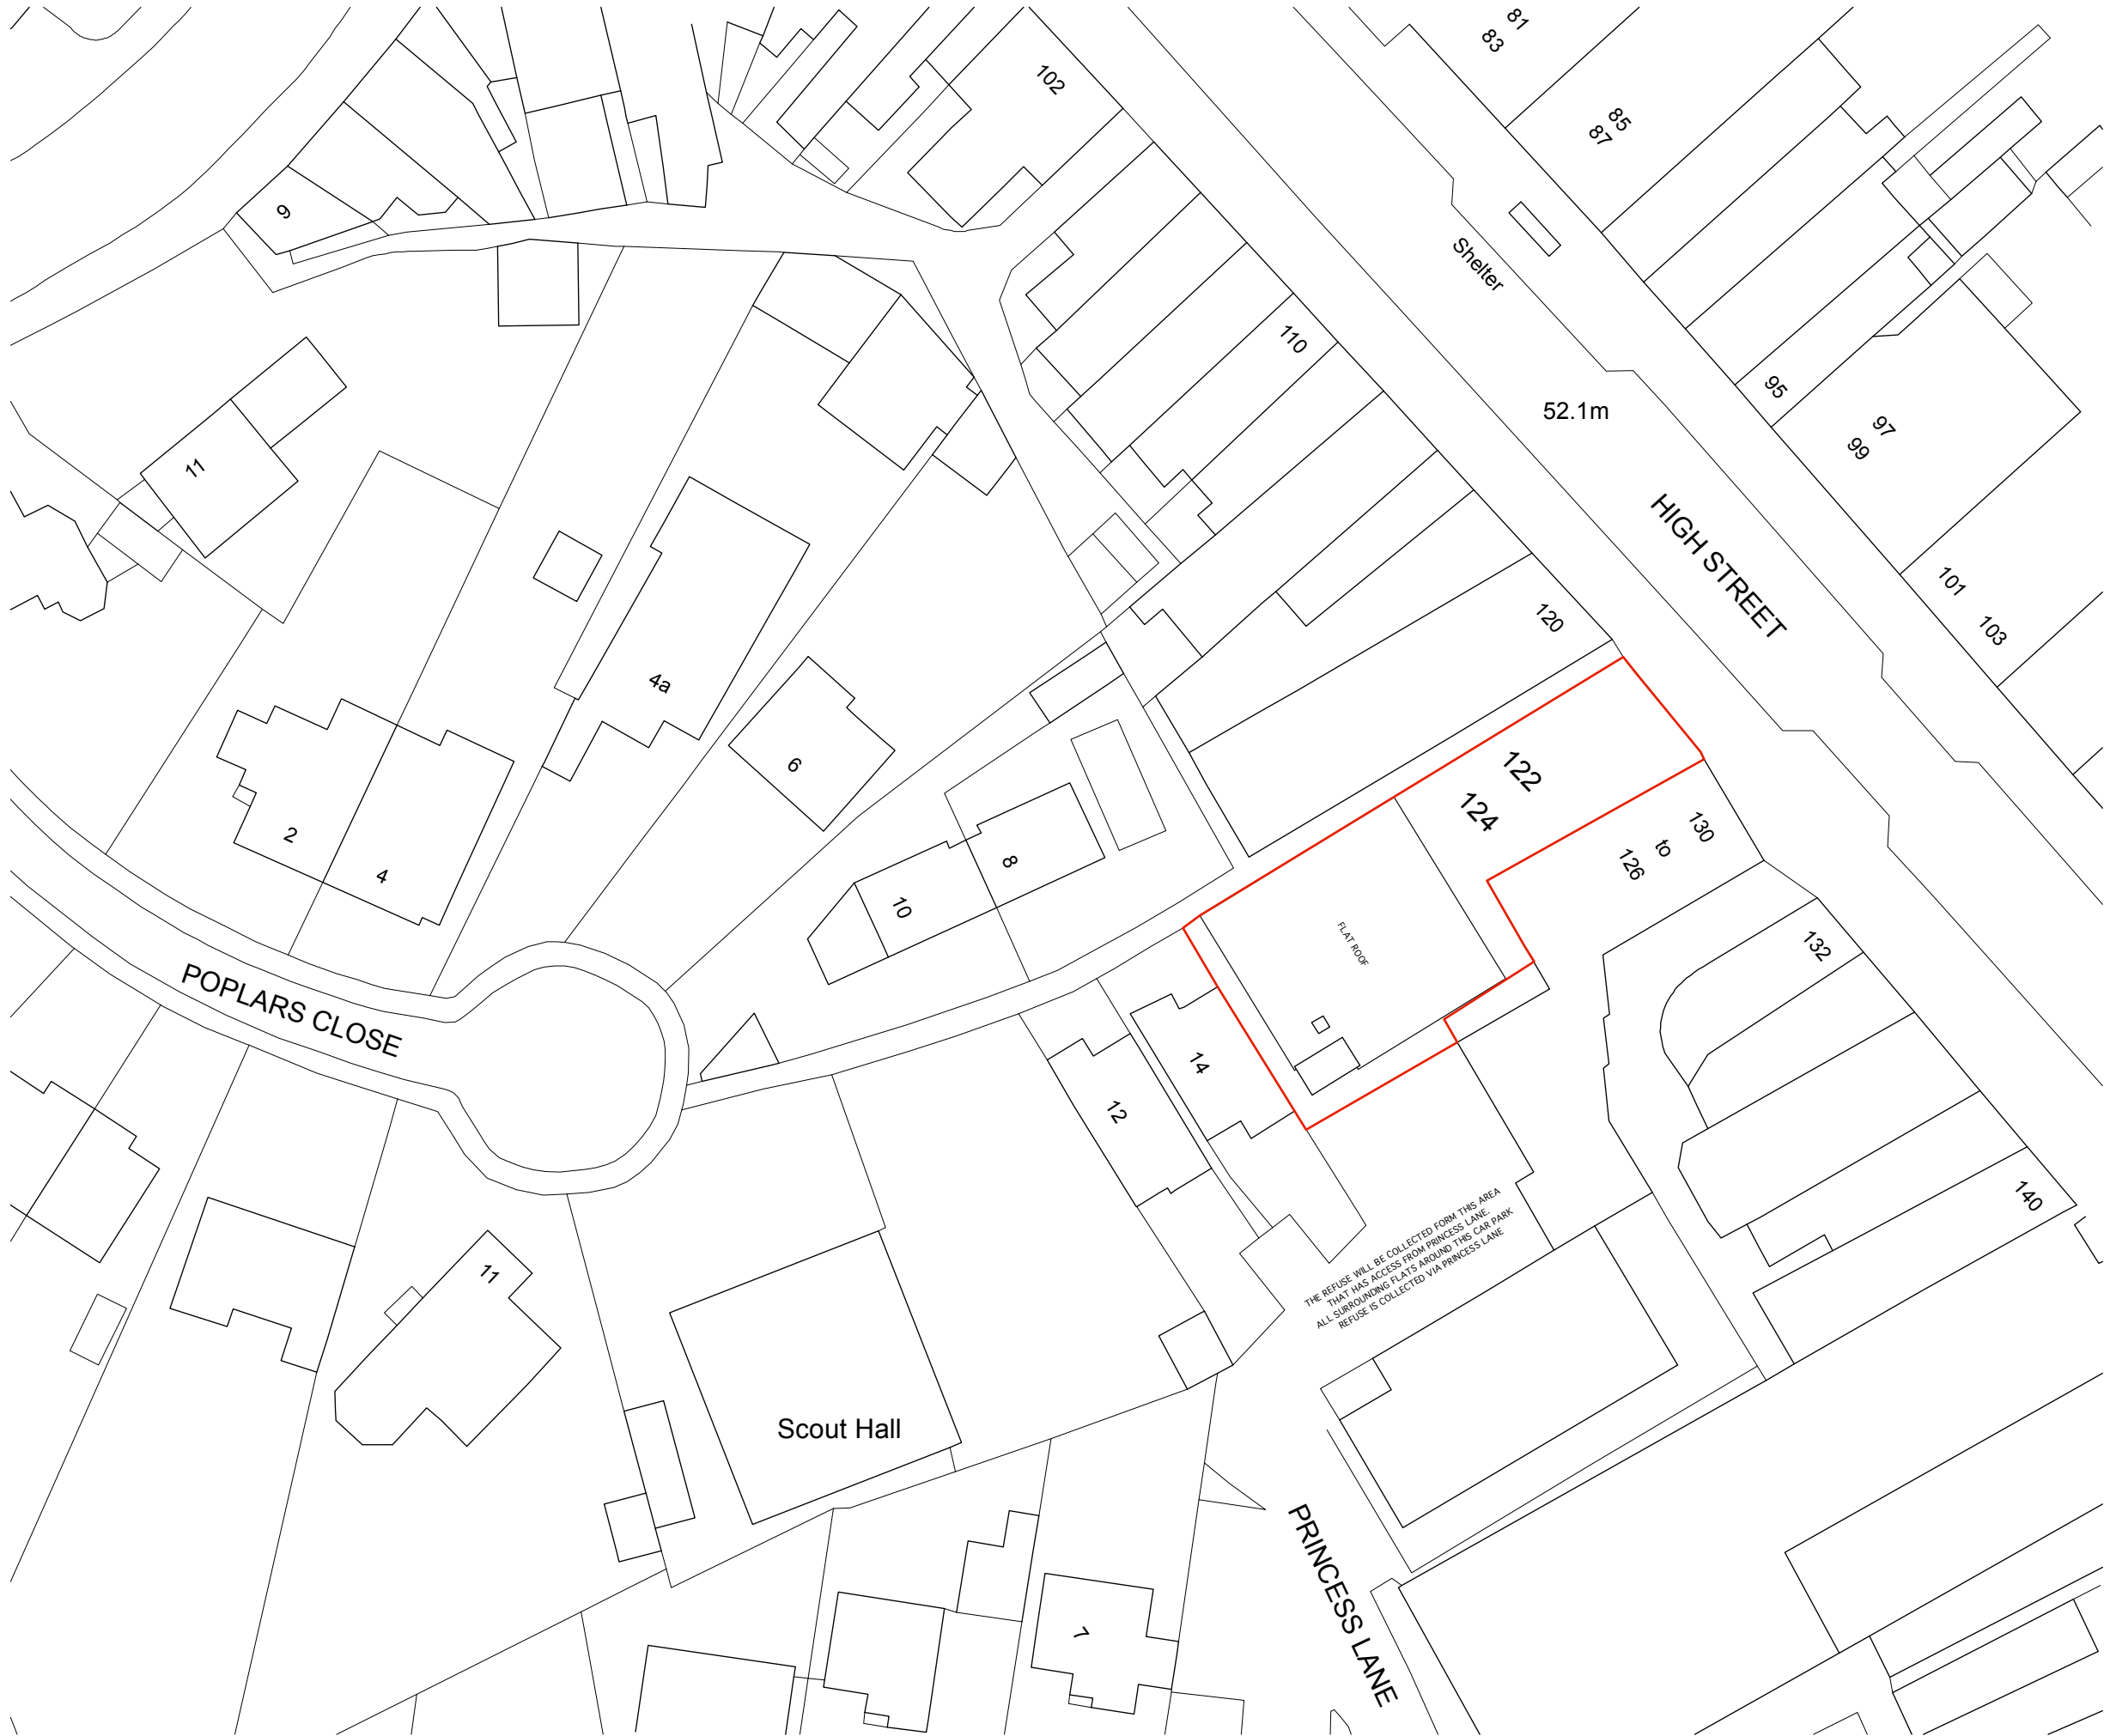 81
83
102
85
87
9
Shelter
110
95
52.1m
97
99
11
HIGH STREET
101
103
120
4a
6
122
124
130
to
126
2
4
8
10
132
FLAT ROOF
POPLARS CLOSE
14
12
140
THE REFUSE WILL BE COLLECTED FORM THIS AREA
THAT HAS ACCESS FROM PRINCESS LANE.
ALL SURROUNDING FLATS AROUND THIS CAR PARK
REFUSE IS COLLECTED VIA PRINCESS LANE
11
Scout Hall
PRINCESS LANE
7